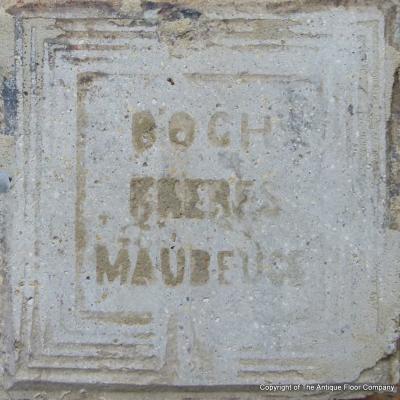 BOCH
FRERES
MAUBEUGE
Copyright of The Antique Floor Company